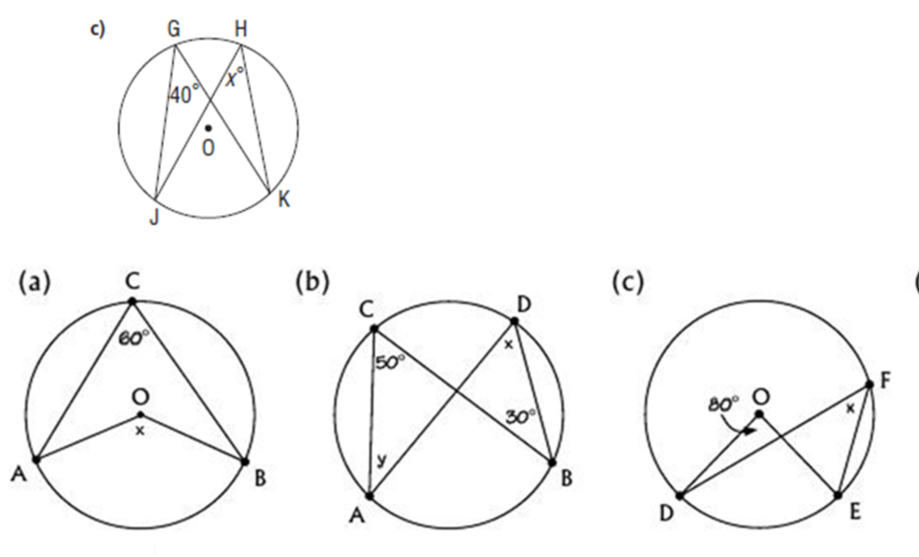 c) G H
40° x°
O
J K
(a) C (b) C D (c)
60° 50° x 30° 80° O F
O x
x y
A B A B D E